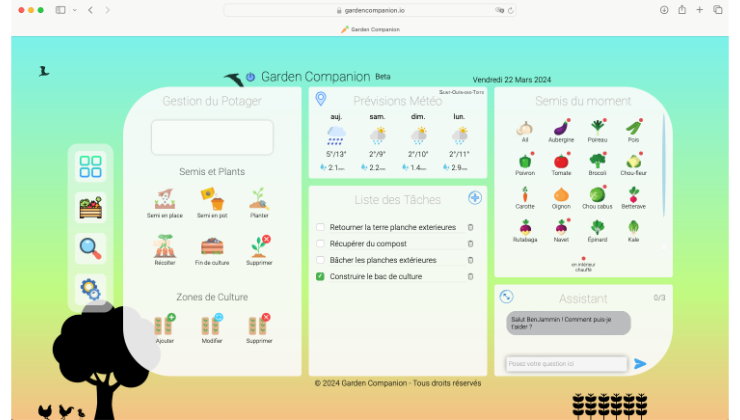 gardencompanion.io
Garden Companion
Garden Companion Beta
Vendredi 22 Mars 2024
Gestion du Potager
Semis et Plants
Semi en place
Semi en pot
Planter
Récolter
Fin de culture
Supprimer
Zones de Culture
Ajouter
Modifier
Supprimer
Prévisions Météo
auj. sam. dim. lun.
5°/13° 2°/9° 2°/10° 2°/11°
2.1mm 2.2mm 1.4mm 2.9mm
Liste des Tâches
Retourner la terre planche exterieures
Récupérer du compost
Bâcher les planches extérieures
Construire le bac de culture
Semis du moment
Ail Aubergine Poireau Pois
Poivron Tomate Brocoli Chou-fleur
Carotte Oignon Chou cabus Betterave
Rutabaga Navet Épinard Kale
en intérieur
chauffé
Assistant
0/3
Salut BenJammin ! Comment puis-je
t'aider ?
Posez votre question ici
© 2024 Garden Companion - Tous droits réservés